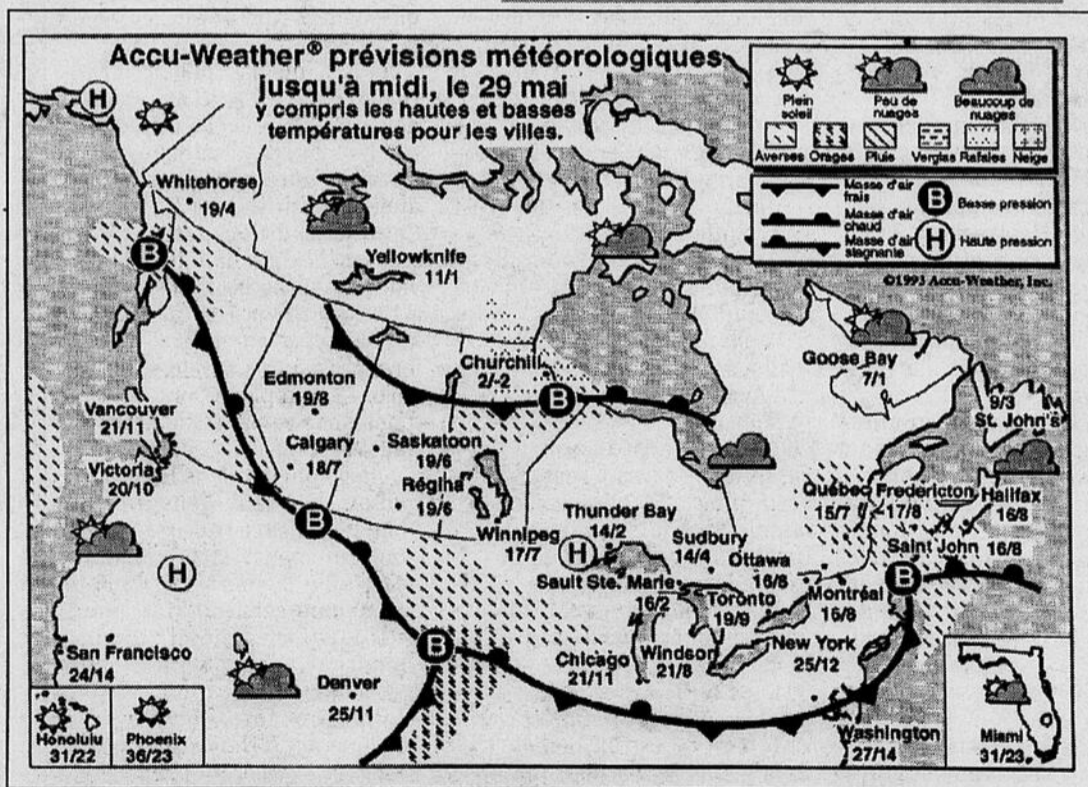 Accu-Weather® prévisions météorologiques
jusqu'à midi, le 29 mai
y compris les hautes et basses
températures pour les villes.
Plein
soleil
Peu de
nuages
Beaucoup de
nuages
Averses Orages Pluie Verglas Rafales Neige
Masse d'air
frais
B Basse pression
Masse d'air
chaud
Masse d'air
stagnante
H Haute pression
©1993 Accu-Weather, Inc.
H
Whitehorse
19/4
B
Yellowknife
11/1
Churchill
2/-2
B
Goose Bay
7/1
9/3
St. John's
Edmonton
19/8
Vancouver
21/11
Calgary
18/7
Saskatoon
19/6
Victoria
20/10
Régina
19/6
B
Winnipeg
17/7
Thunder Bay
14/2
H
Sudbury
14/4
Ottawa
16/8
Québec
15/7
Fredericton
17/8
Halifax
16/8
Saint John 16/8
B
Sault Ste. Marie
16/2
Toronto
19/9
Montréal
16/8
H
B
San Francisco
24/14
Denver
25/11
Chicago
21/11
Windson
21/8
New York
25/12
Washington
27/14
Honolulu
31/22
Phoenix
36/23
Miami
31/23